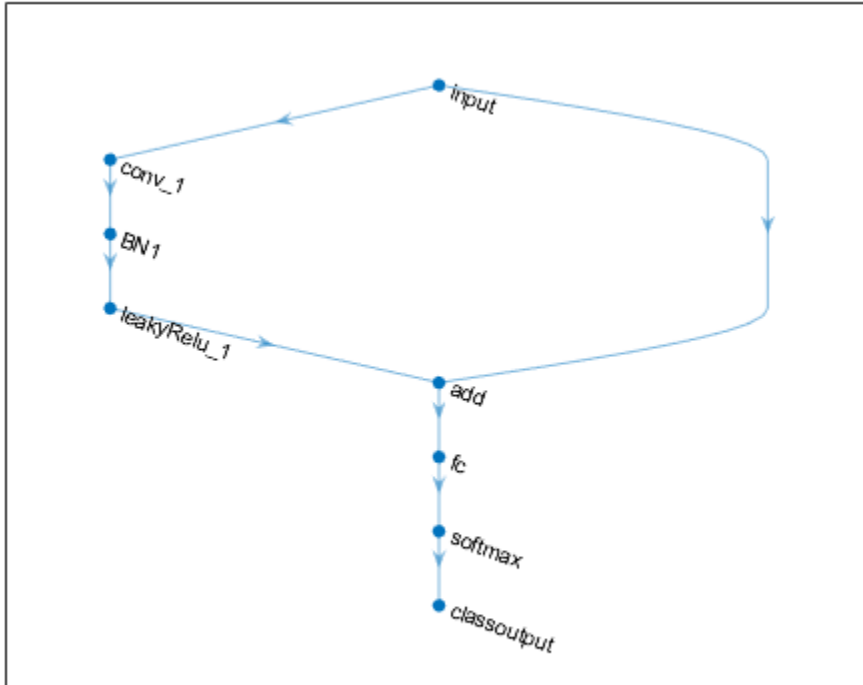 input
conv_1
BN1
leakyRelu_1
add
fc
softmax
classoutput